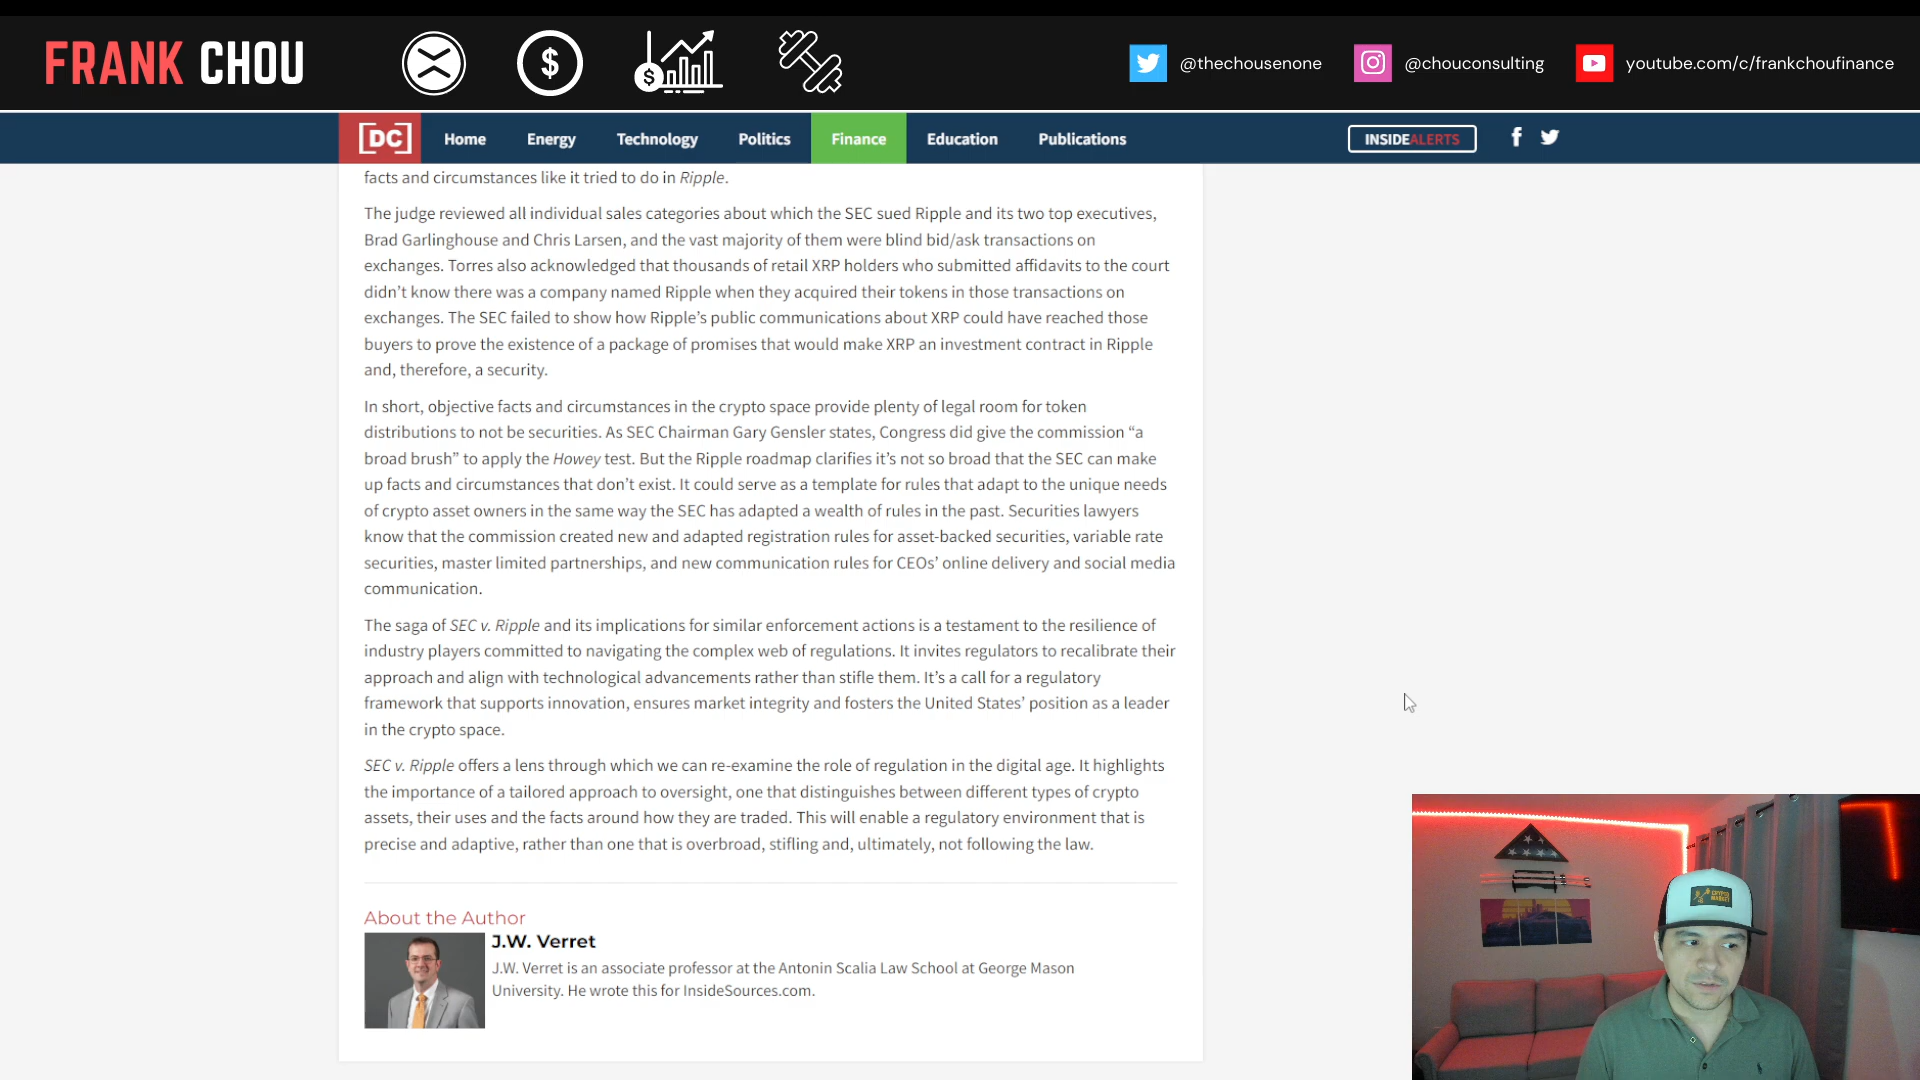 FRANK CHOU
$
$
@thechousenone
@chouconsulting
youtube.com/c/frankchoufinance
[DC]
Home
Energy
Technology
Politics
Finance
Education
Publications
INSIDEALERTS
facts and circumstances like it tried to do in Ripple.
The judge reviewed all individual sales categories about which the SEC sued Ripple and its two top executives,
Brad Garlinghouse and Chris Larsen, and the vast majority of them were blind bid/ask transactions on
exchanges. Torres also acknowledged that thousands of retail XRP holders who submitted affidavits to the court
didn’t know there was a company named Ripple when they acquired their tokens in those transactions on
exchanges. The SEC failed to show how Ripple’s public communications about XRP could have reached those
buyers to prove the existence of a package of promises that would make XRP an investment contract in Ripple
and, therefore, a security.
In short, objective facts and circumstances in the crypto space provide plenty of legal room for token
distributions to not be securities. As SEC Chairman Gary Gensler states, Congress did give the commission “a
broad brush” to apply the Howey test. But the Ripple roadmap clarifies it’s not so broad that the SEC can make
up facts and circumstances that don’t exist. It could serve as a template for rules that adapt to the unique needs
of crypto asset owners in the same way the SEC has adapted a wealth of rules in the past. Securities lawyers
know that the commission created new and adapted registration rules for asset-backed securities, variable rate
securities, master limited partnerships, and new communication rules for CEOs’ online delivery and social media
communication.
The saga of SEC v. Ripple and its implications for similar enforcement actions is a testament to the resilience of
industry players committed to navigating the complex web of regulations. It invites regulators to recalibrate their
approach and align with technological advancements rather than stifle them. It’s a call for a regulatory
framework that supports innovation, ensures market integrity and fosters the United States’ position as a leader
in the crypto space.
SEC v. Ripple offers a lens through which we can re-examine the role of regulation in the digital age. It highlights
the importance of a tailored approach to oversight, one that distinguishes between different types of crypto
assets, their uses and the facts around how they are traded. This will enable a regulatory environment that is
precise and adaptive, rather than one that is overbroad, stifling and, ultimately, not following the law.
About the Author
J.W. Verret
J.W. Verret is an associate professor at the Antonin Scalia Law School at George Mason
University. He wrote this for InsideSources.com.
CRYPTO
MARKET